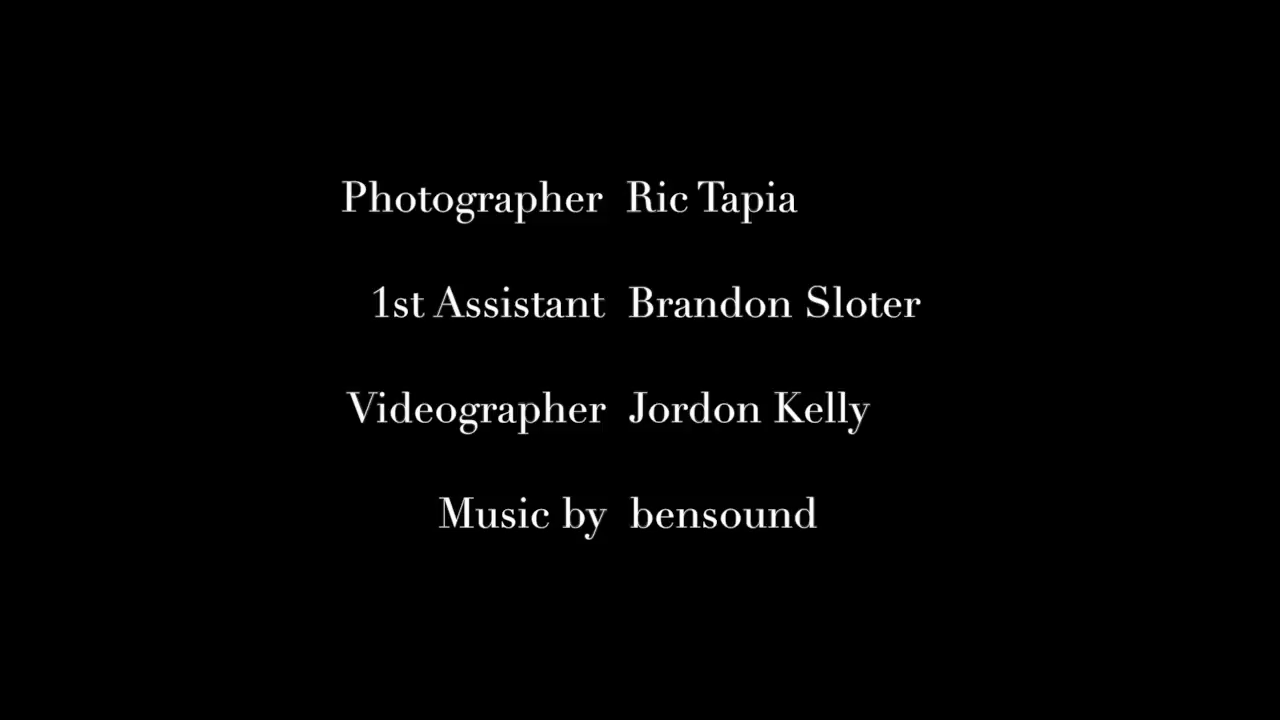 Photographer Ric Tapia
1st Assistant Brandon Sloter
Videographer Jordon Kelly
Music by bensound